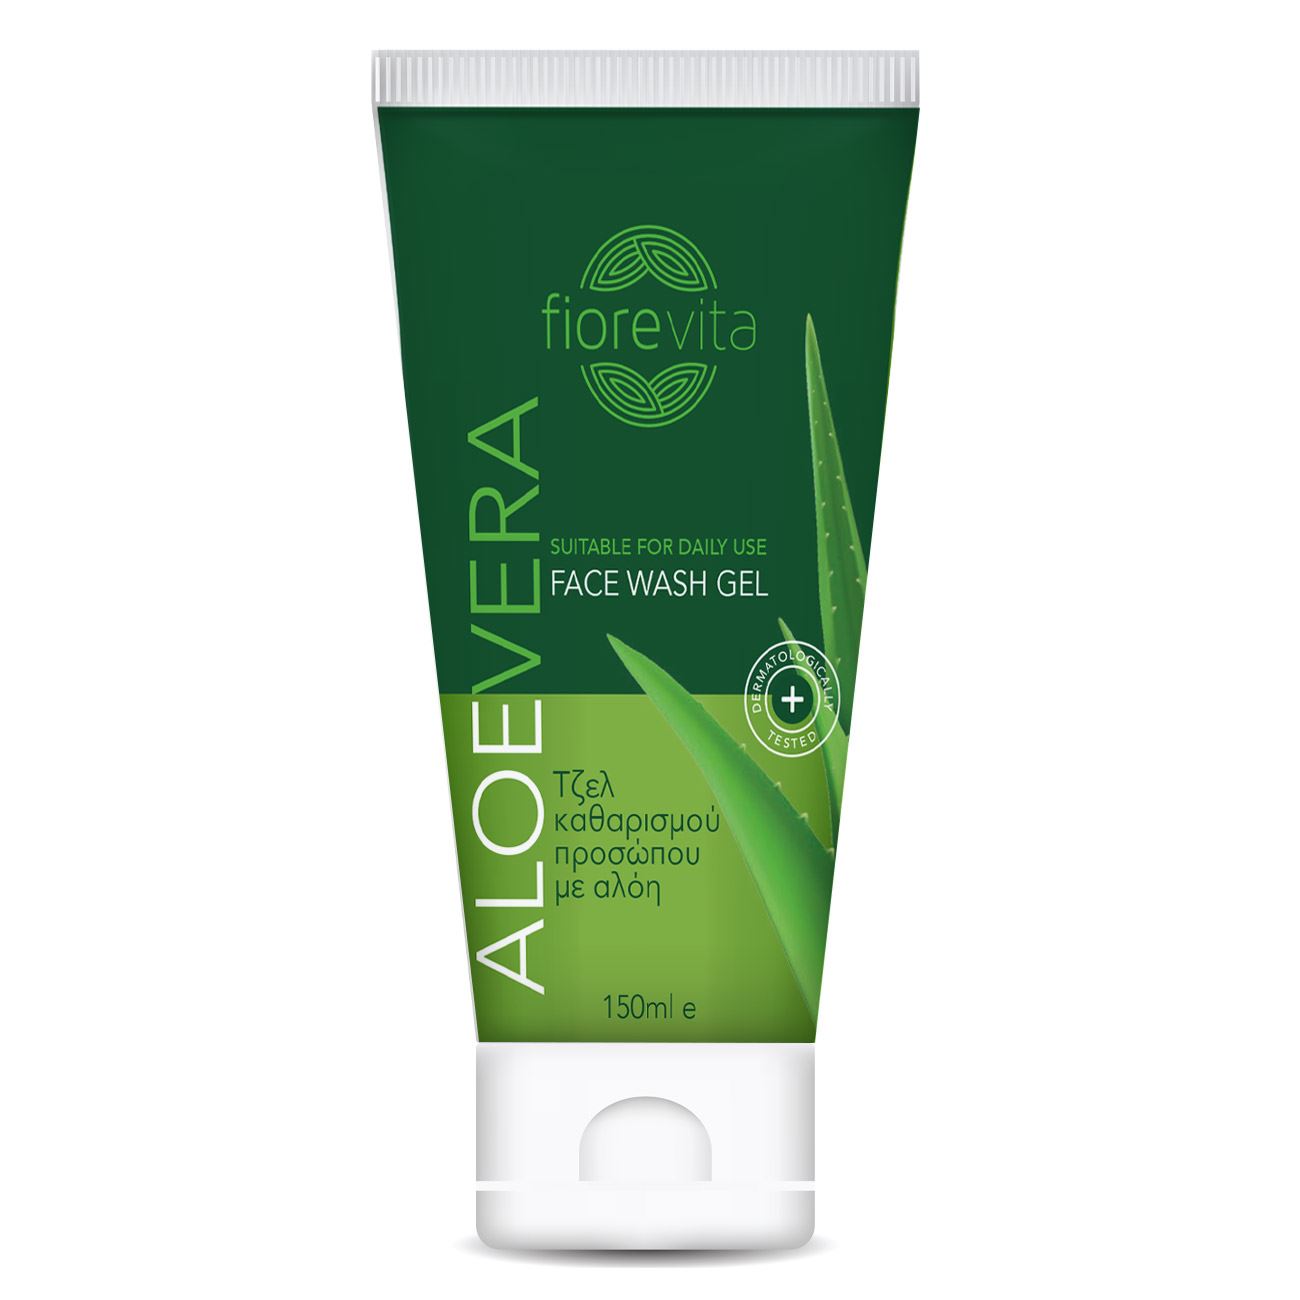 fiorevita
ALOEVERA
SUITABLE FOR DAILY USE
FACE WASH GEL
DERMATOLOGICALLY
TESTED
Τζελ
καθαρισμού
προσώπου
με αλόη
150ml e